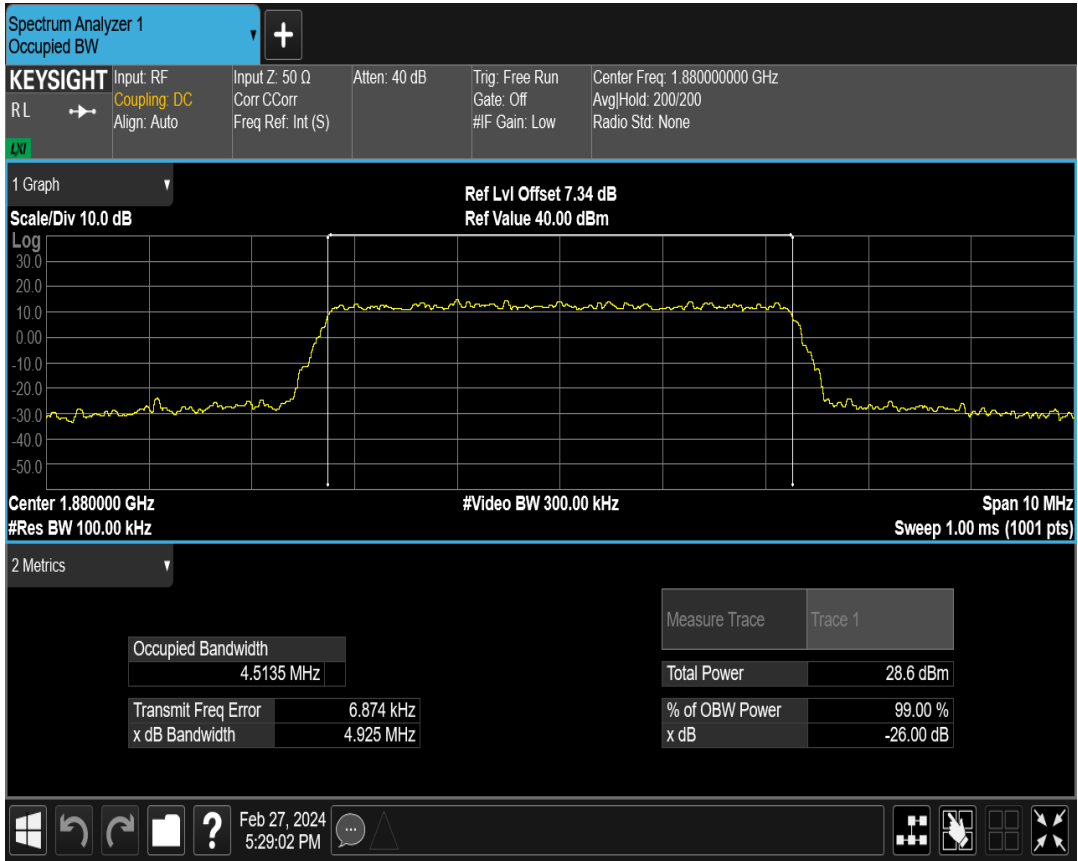 Spectrum Analyzer 1
Occupied BW
KEYSIGHT
R L
LXI
Input: RF
Coupling: DC
Align: Auto
Input Z: 50 Ω
Corr CCorr
Freq Ref: Int (S)
Atten: 40 dB
Trig: Free Run
Gate: Off
#IF Gain: Low
Center Freq: 1.880000000 GHz
Avg|Hold: 200/200
Radio Std: None
1 Graph
Scale/Div 10.0 dB
Ref Lvl Offset 7.34 dB
Ref Value 40.00 dBm
Log
30.0
20.0
10.0
0.00
-10.0
-20.0
-30.0
-40.0
-50.0
Center 1.880000 GHz
#Video BW 300.00 kHz
Span 10 MHz
#Res BW 100.00 kHz
Sweep 1.00 ms (1001 pts)
2 Metrics
Occupied Bandwidth
4.5135 MHz
Transmit Freq Error 6.874 kHz
x dB Bandwidth 4.925 MHz
Measure Trace Trace 1
Total Power 28.6 dBm
% of OBW Power 99.00 %
x dB -26.00 dB
?
Feb 27, 2024
5:29:02 PM